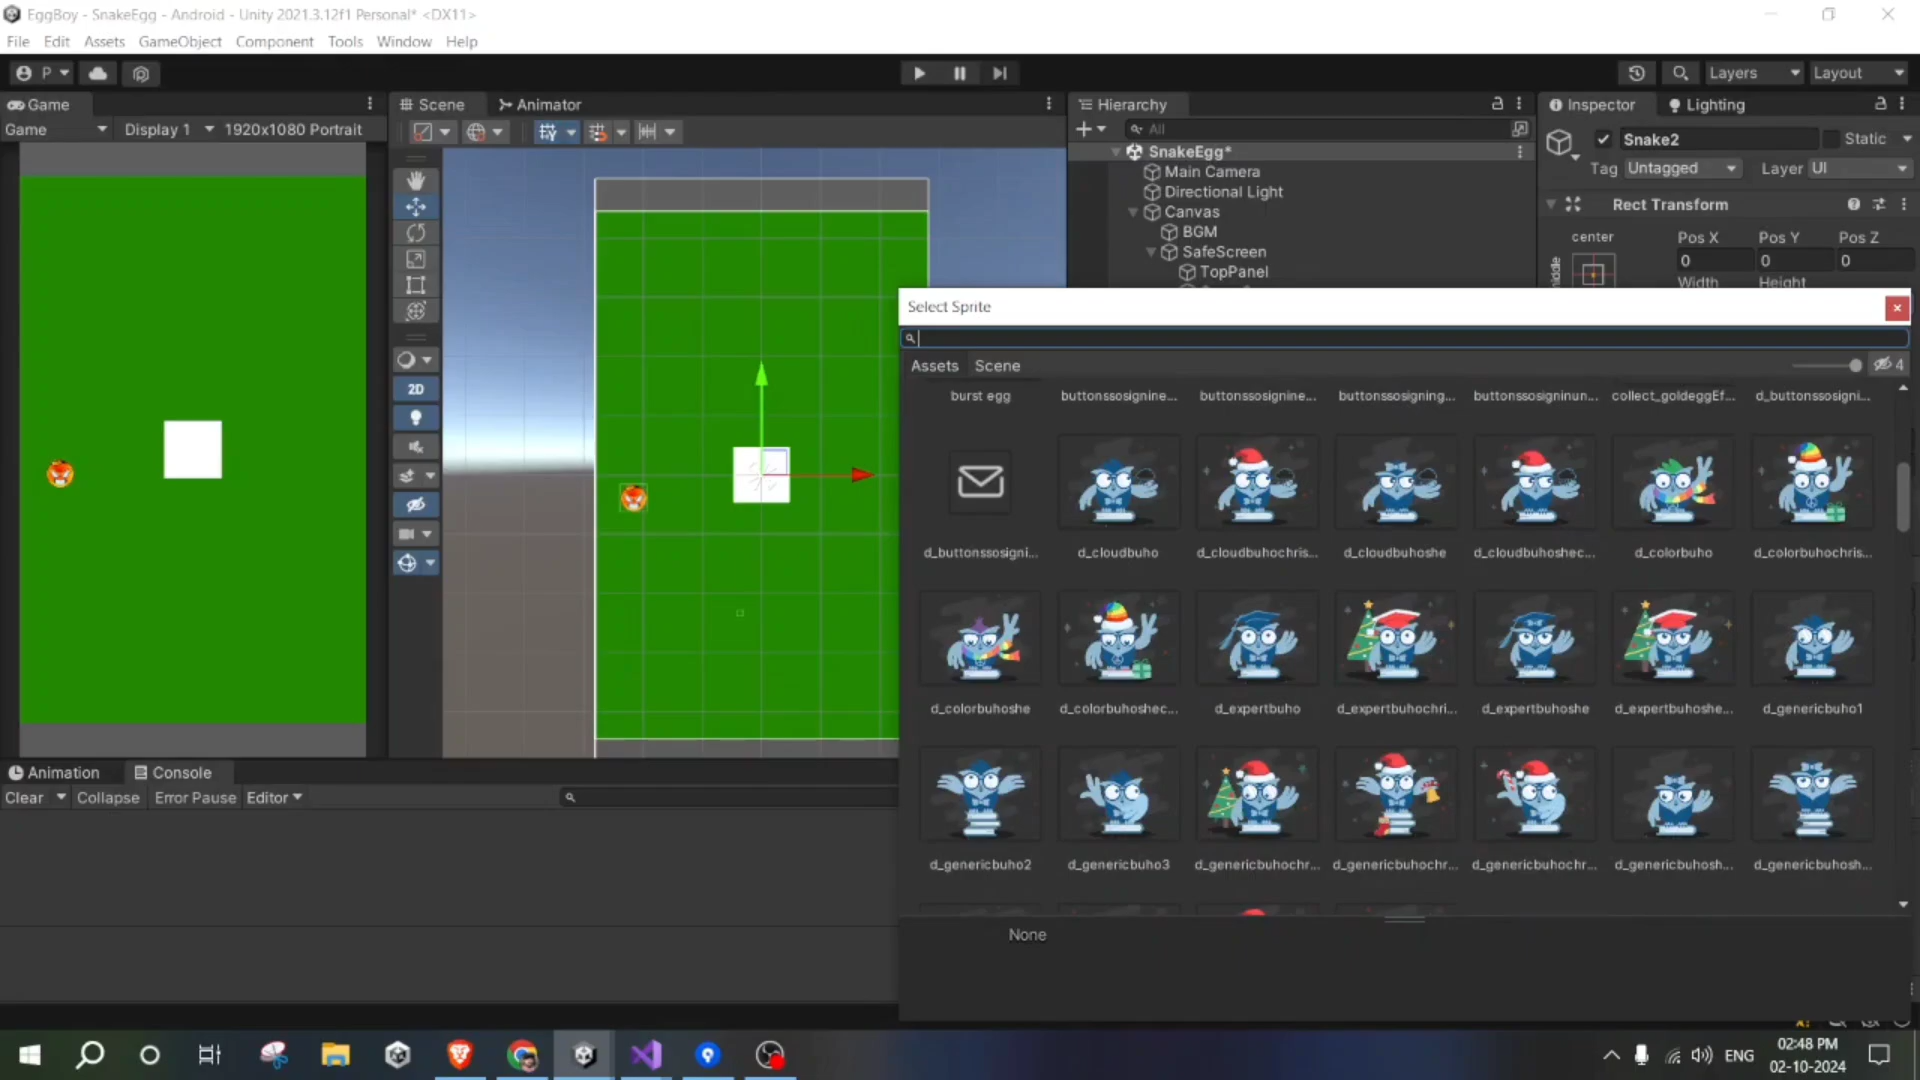 EggBoy - SnakeEgg - Android - Unity 2021.3.12f1 Personal* <DX11>
File Edit Assets GameObject Component Tools Window Help
P
Layers
Layout
Game
Scene
Animator
Hierarchy
Inspector
Lighting
Game
Display 1
1920x1080 Portrait
All
Snake2
Static
Tag Untagged
Layer UI
SnakeEgg*
Main Camera
Directional Light
Canvas
BGM
SafeScreen
TopPanel
Rect Transform
center
Pos X
Pos Y
Pos Z
middle
0
0
0
Width
Height
2D
Select Sprite
Assets
Scene
4
burst egg
buttonssosignine...
buttonssosignine...
buttonssosigning...
buttonssosigninun...
collect_goldeggEf...
d_buttonssosigni...
d_buttonssosigni...
d_cloudbuho
d_cloudbuhochris...
d_cloudbuhoshe
d_cloudbuhoshec...
d_colorbuho
d_colorbuhochris...
d_colorbuhoshe
d_colorbuhoshec...
d_expertbuho
d_expertbuhochri...
d_expertbuhoshe
d_expertbuhoshe...
d_genericbuho1
d_genericbuho2
d_genericbuho3
d_genericbuhochr...
d_genericbuhochr...
d_genericbuhochr...
d_genericbuhosh...
d_genericbuhosh...
None
Animation
Console
Clear
Collapse
Error Pause
Editor
ENG
02:48 PM
02-10-2024